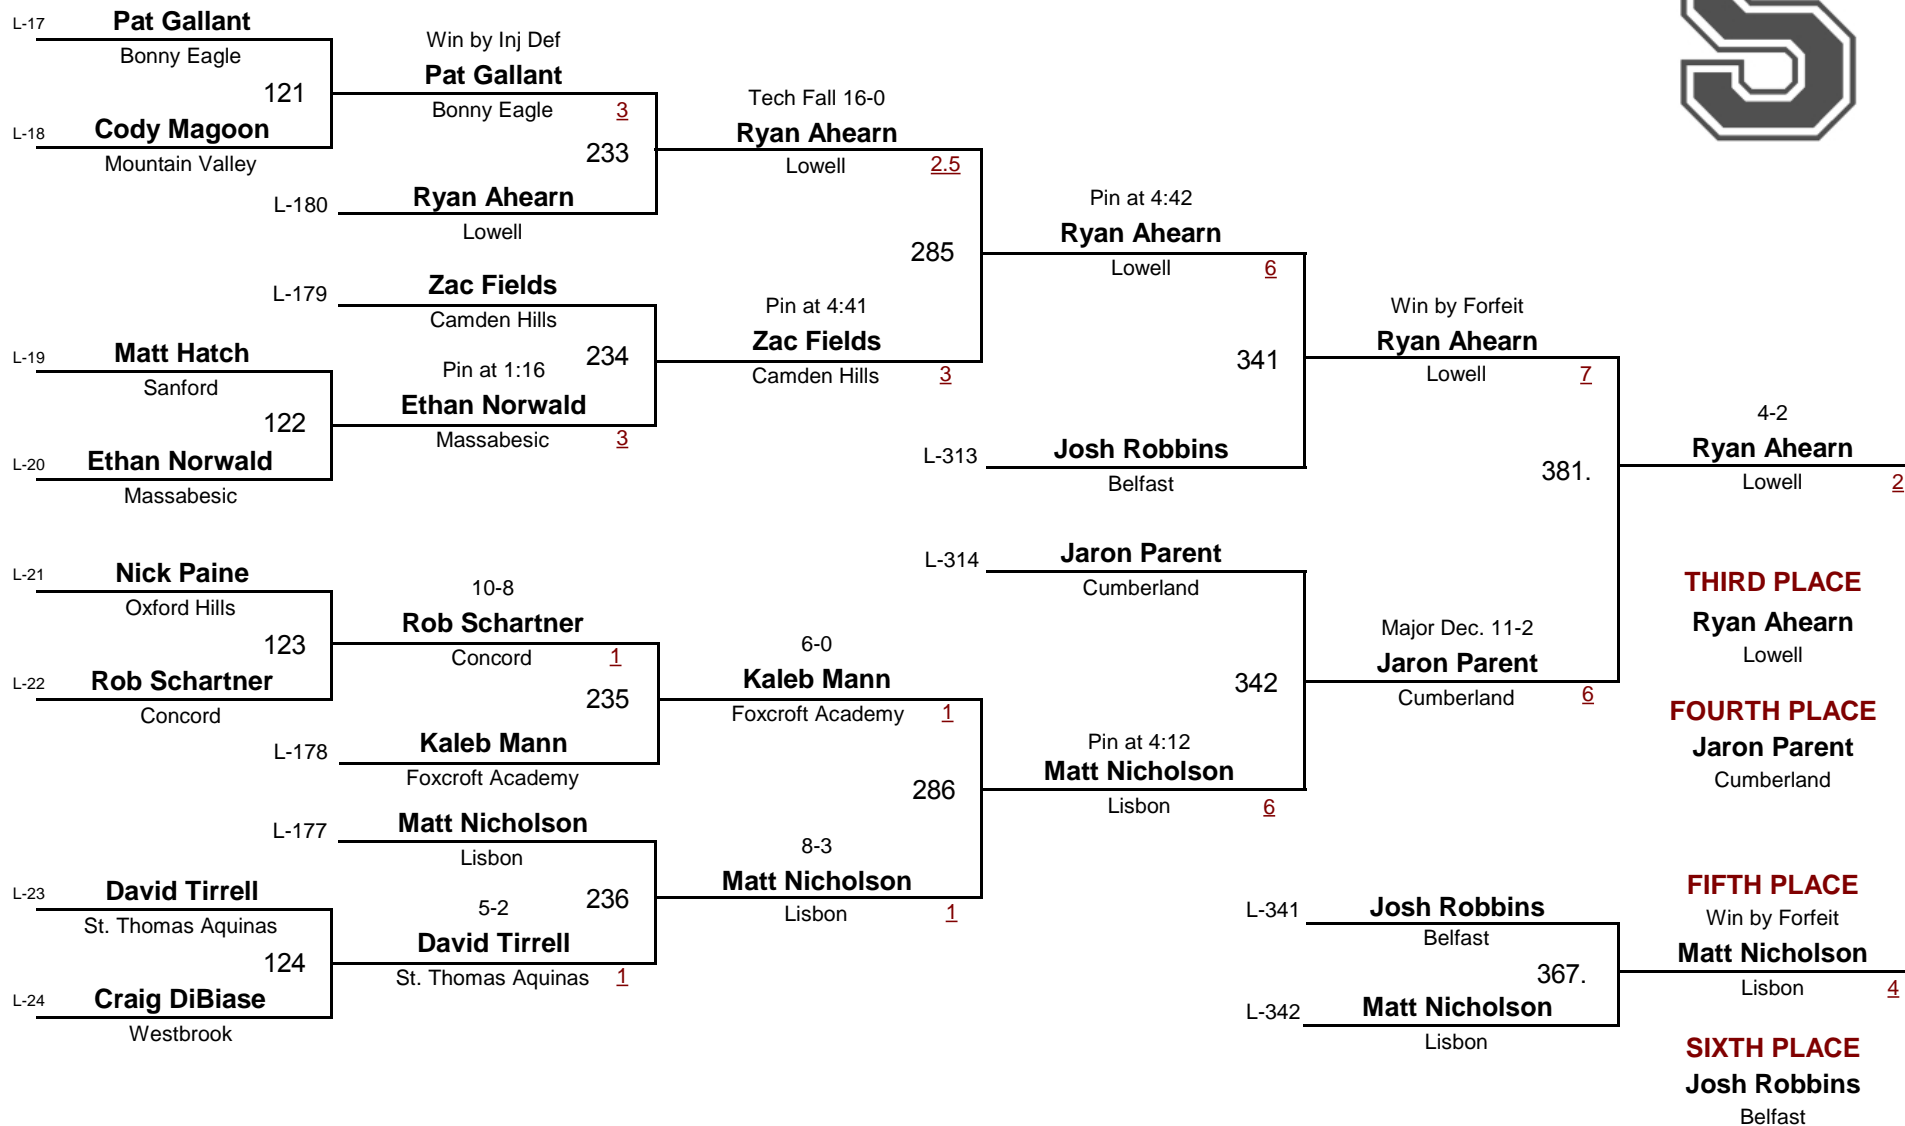 L-17
Pat Gallant
Bonny Eagle
121
L-18
Cody Magoon
Mountain Valley
Win by Inj Def
Pat Gallant
Bonny Eagle
3
233
L-180
Ryan Ahearn
Lowell
L-179
Zac Fields
Camden Hills
L-19
Matt Hatch
Sanford
122
L-20
Ethan Norwald
Massabesic
234
Pin at 1:16
Ethan Norwald
Massabesic
3
Tech Fall 16-0
Ryan Ahearn
Lowell
2.5
285
Pin at 4:41
Zac Fields
Camden Hills
3
Pin at 4:42
Ryan Ahearn
Lowell
6
341
L-313
Josh Robbins
Belfast
Win by Forfeit
Ryan Ahearn
Lowell
7
381.
4-2
Ryan Ahearn
Lowell
2
L-21
Nick Paine
Oxford Hills
123
L-22
Rob Schartner
Concord
10-8
Rob Schartner
Concord
1
235
L-178
Kaleb Mann
Foxcroft Academy
L-177
Matt Nicholson
Lisbon
L-23
David Tirrell
St. Thomas Aquinas
124
L-24
Craig DiBiase
Westbrook
236
5-2
David Tirrell
St. Thomas Aquinas
1
6-0
Kaleb Mann
Foxcroft Academy
1
286
8-3
Matt Nicholson
Lisbon
1
L-314
Jaron Parent
Cumberland
342
Pin at 4:12
Matt Nicholson
Lisbon
6
Major Dec. 11-2
Jaron Parent
Cumberland
6
THIRD PLACE
Ryan Ahearn
Lowell
FOURTH PLACE
Jaron Parent
Cumberland
L-341
Josh Robbins
Belfast
367.
L-342
Matt Nicholson
Lisbon
FIFTH PLACE
Win by Forfeit
Matt Nicholson
Lisbon
4
SIXTH PLACE
Josh Robbins
Belfast